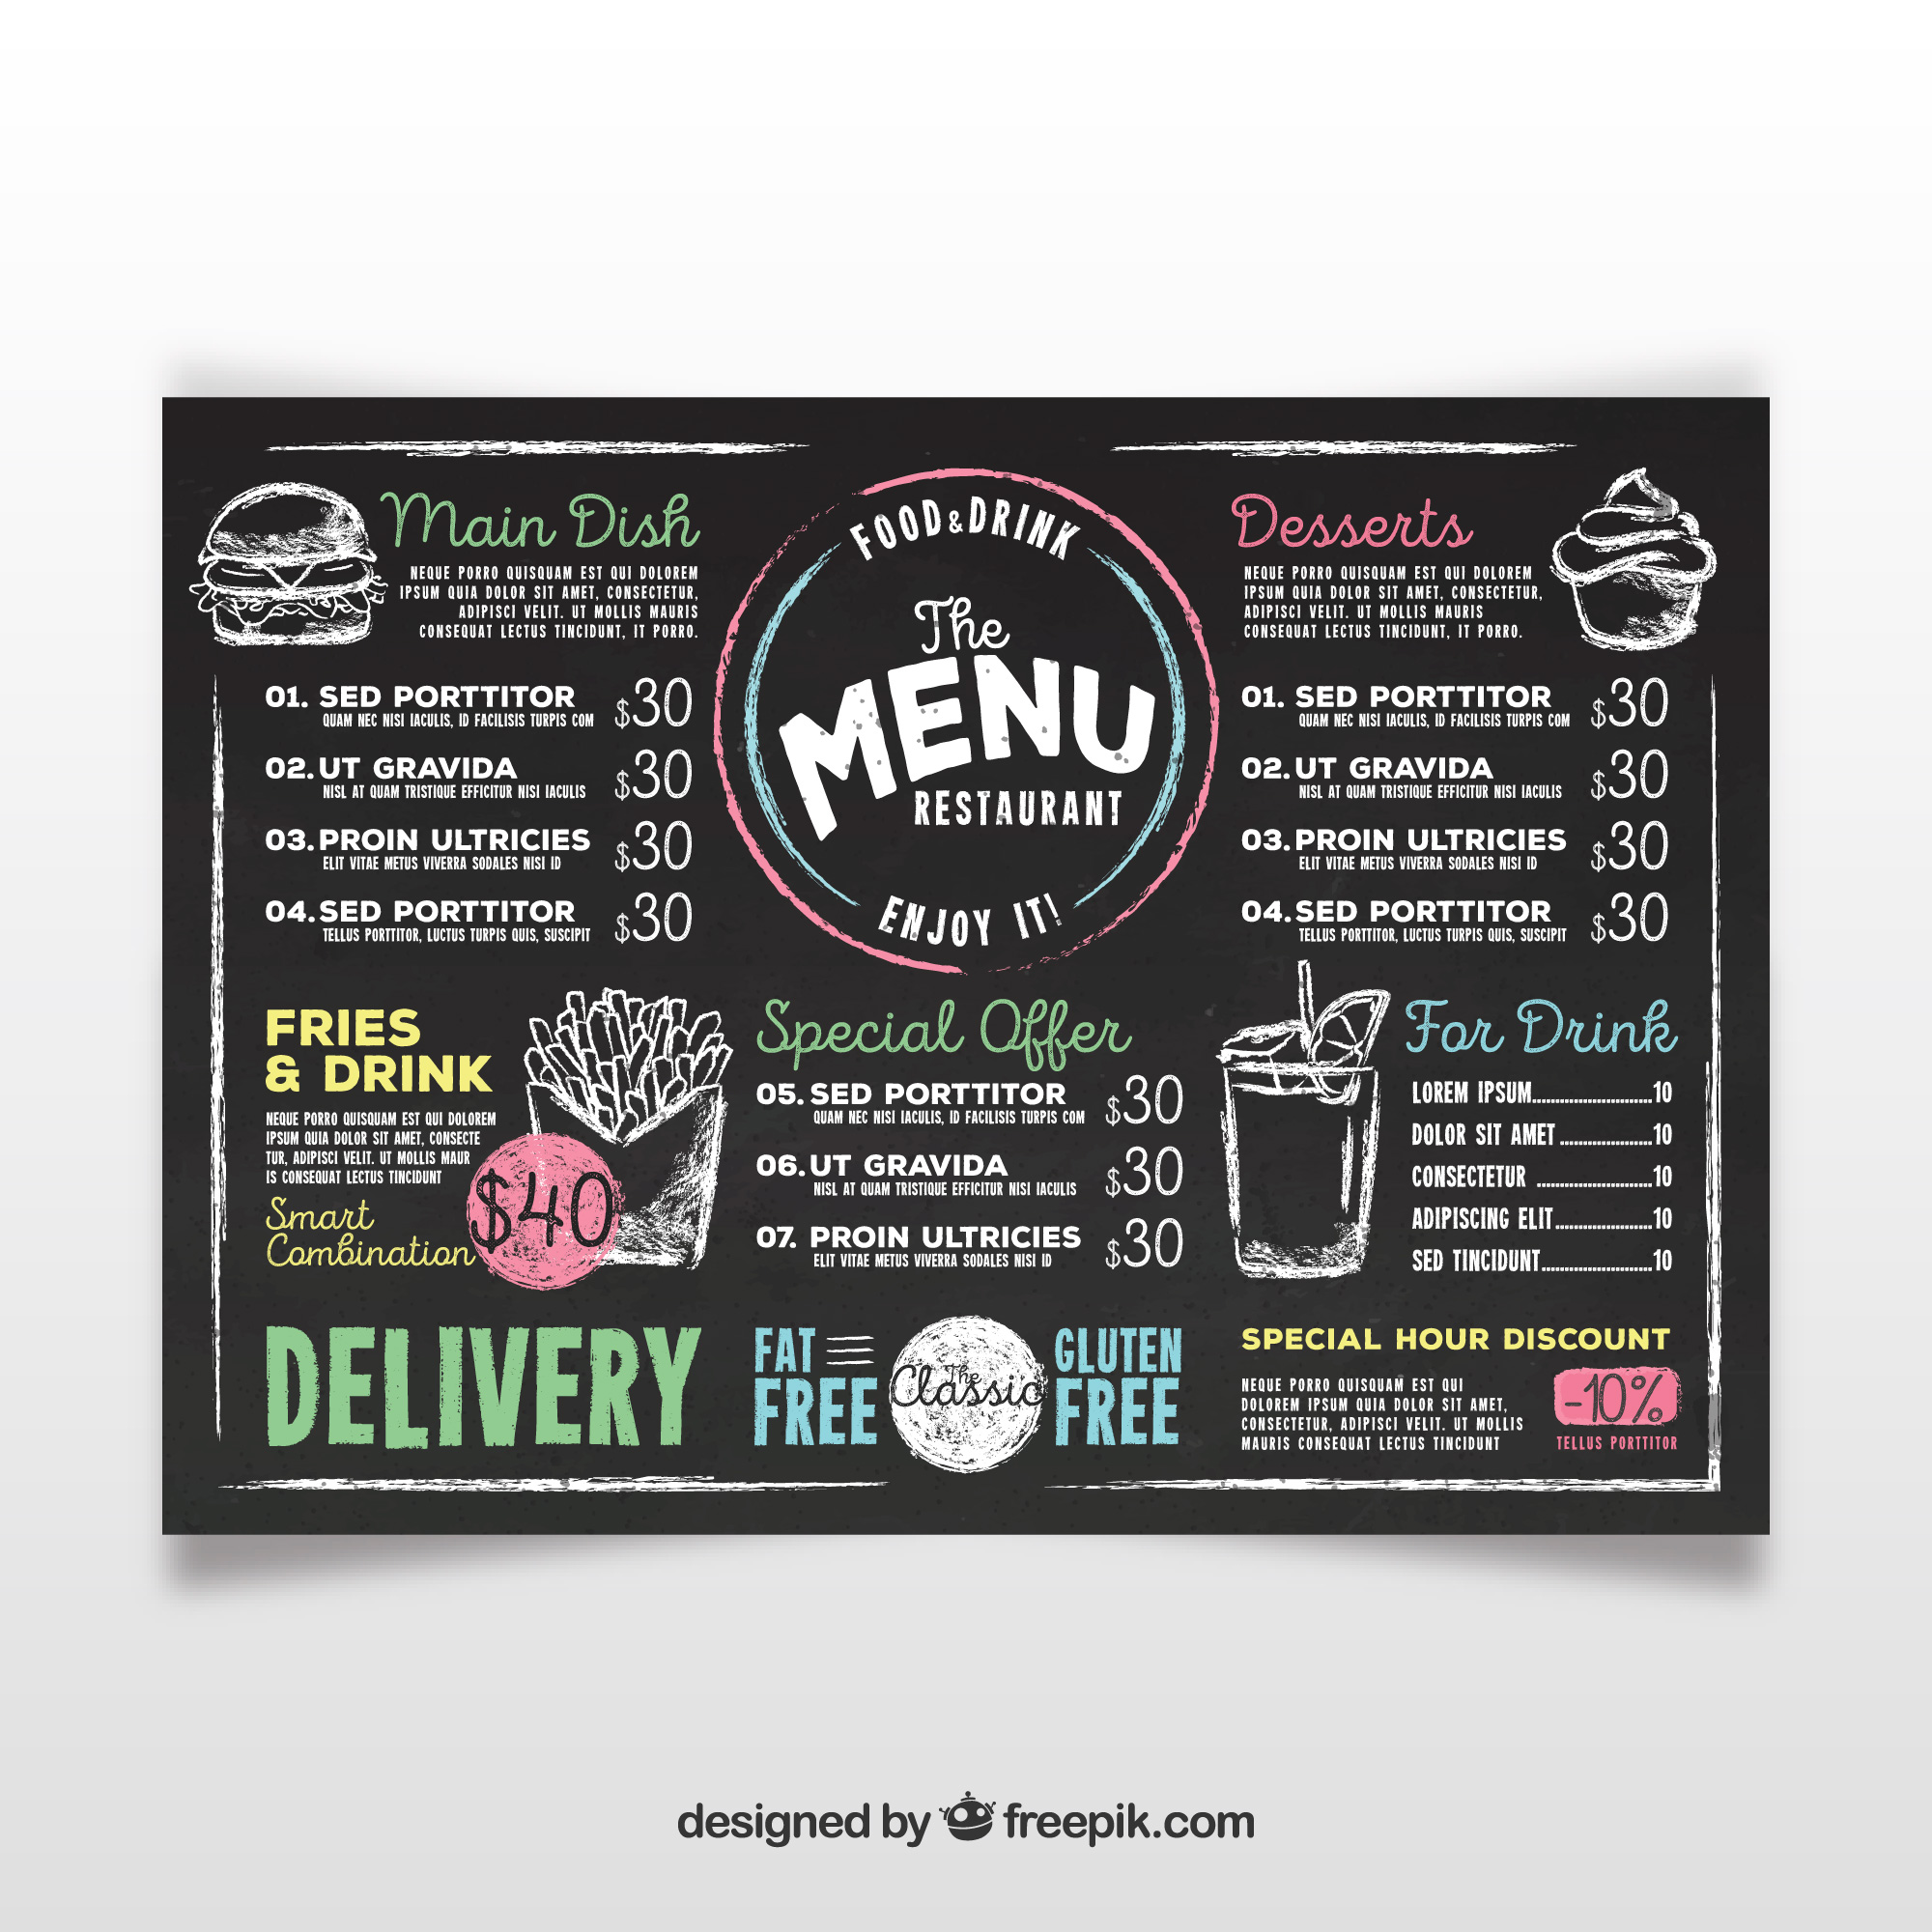 Main Dish
NEQUE PORRO QUISQUAM EST QUI DOLOREM
IPSUM QUIA DOLOR SIT AMET, CONSECTETUR,
ADIPISCI VELIT. UT MOLLIS MAURIS
CONSEQUAT LECTUS TINCIDUNT, IT PORRO.
01. SED PORTTITOR $30
QUAM NEC NISI IACULIS, ID FACILISIS TURPIS COM
02. UT GRAVIDA $30
NISL AT QUAM TRISTIQUE EFFICITUR NISI IACULIS
03. PROIN ULTRICIES $30
ELIT VITAE METUS VIVERRA SODALES NISI ID
04. SED PORTTITOR $30
TELLUS PORTTITOR, LUCTUS TURPIS QUIS, SUSCIPIT
FOOD & DRINK
The
MENU
RESTAURANT
ENJOY IT!
Desserts
NEQUE PORRO QUISQUAM EST QUI DOLOREM
IPSUM QUIA DOLOR SIT AMET, CONSECTETUR,
ADIPISCI VELIT. UT MOLLIS MAURIS
CONSEQUAT LECTUS TINCIDUNT, IT PORRO.
01. SED PORTTITOR $30
QUAM NEC NISI IACULIS, ID FACILISIS TURPIS COM
02. UT GRAVIDA $30
NISL AT QUAM TRISTIQUE EFFICITUR NISI IACULIS
03. PROIN ULTRICIES $30
ELIT VITAE METUS VIVERRA SODALES NISI ID
04. SED PORTTITOR $30
TELLUS PORTTITOR, LUCTUS TURPIS QUIS, SUSCIPIT
FRIES
& DRINK
NEQUE PORRO QUISQUAM EST QUI DOLOREM
IPSUM QUIA DOLOR SIT AMET, CONSECTE
TUR, ADIPISCI VELIT. UT MOLLIS MAUR
IS CONSEQUAT LECTUS TINCIDUNT
Smart
Combination
$40
Special Offer
05. SED PORTTITOR $30
QUAM NEC NISI IACULIS, ID FACILISIS TURPIS COM
06. UT GRAVIDA $30
NISL AT QUAM TRISTIQUE EFFICITUR NISI IACULIS
07. PROIN ULTRICIES $30
ELIT VITAE METUS VIVERRA SODALES NISI ID
For Drink
LOREM IPSUM..........................10
DOLOR SIT AMET....................10
CONSECTETUR .........................10
ADIPISCING ELIT.....................10
SED TINCIDUNT........................10
DELIVERY
FAT
FREE
The
Classic
GLUTEN
FREE
SPECIAL HOUR DISCOUNT
NEQUE PORRO QUISQUAM EST QUI
DOLOREM IPSUM QUIA DOLOR SIT AMET,
CONSECTETUR, ADIPISCI VELIT. UT MOLLIS
MAURIS CONSEQUAT LECTUS TINCIDUNT
-10%
TELLUS PORTTITOR
designed by freepik.com